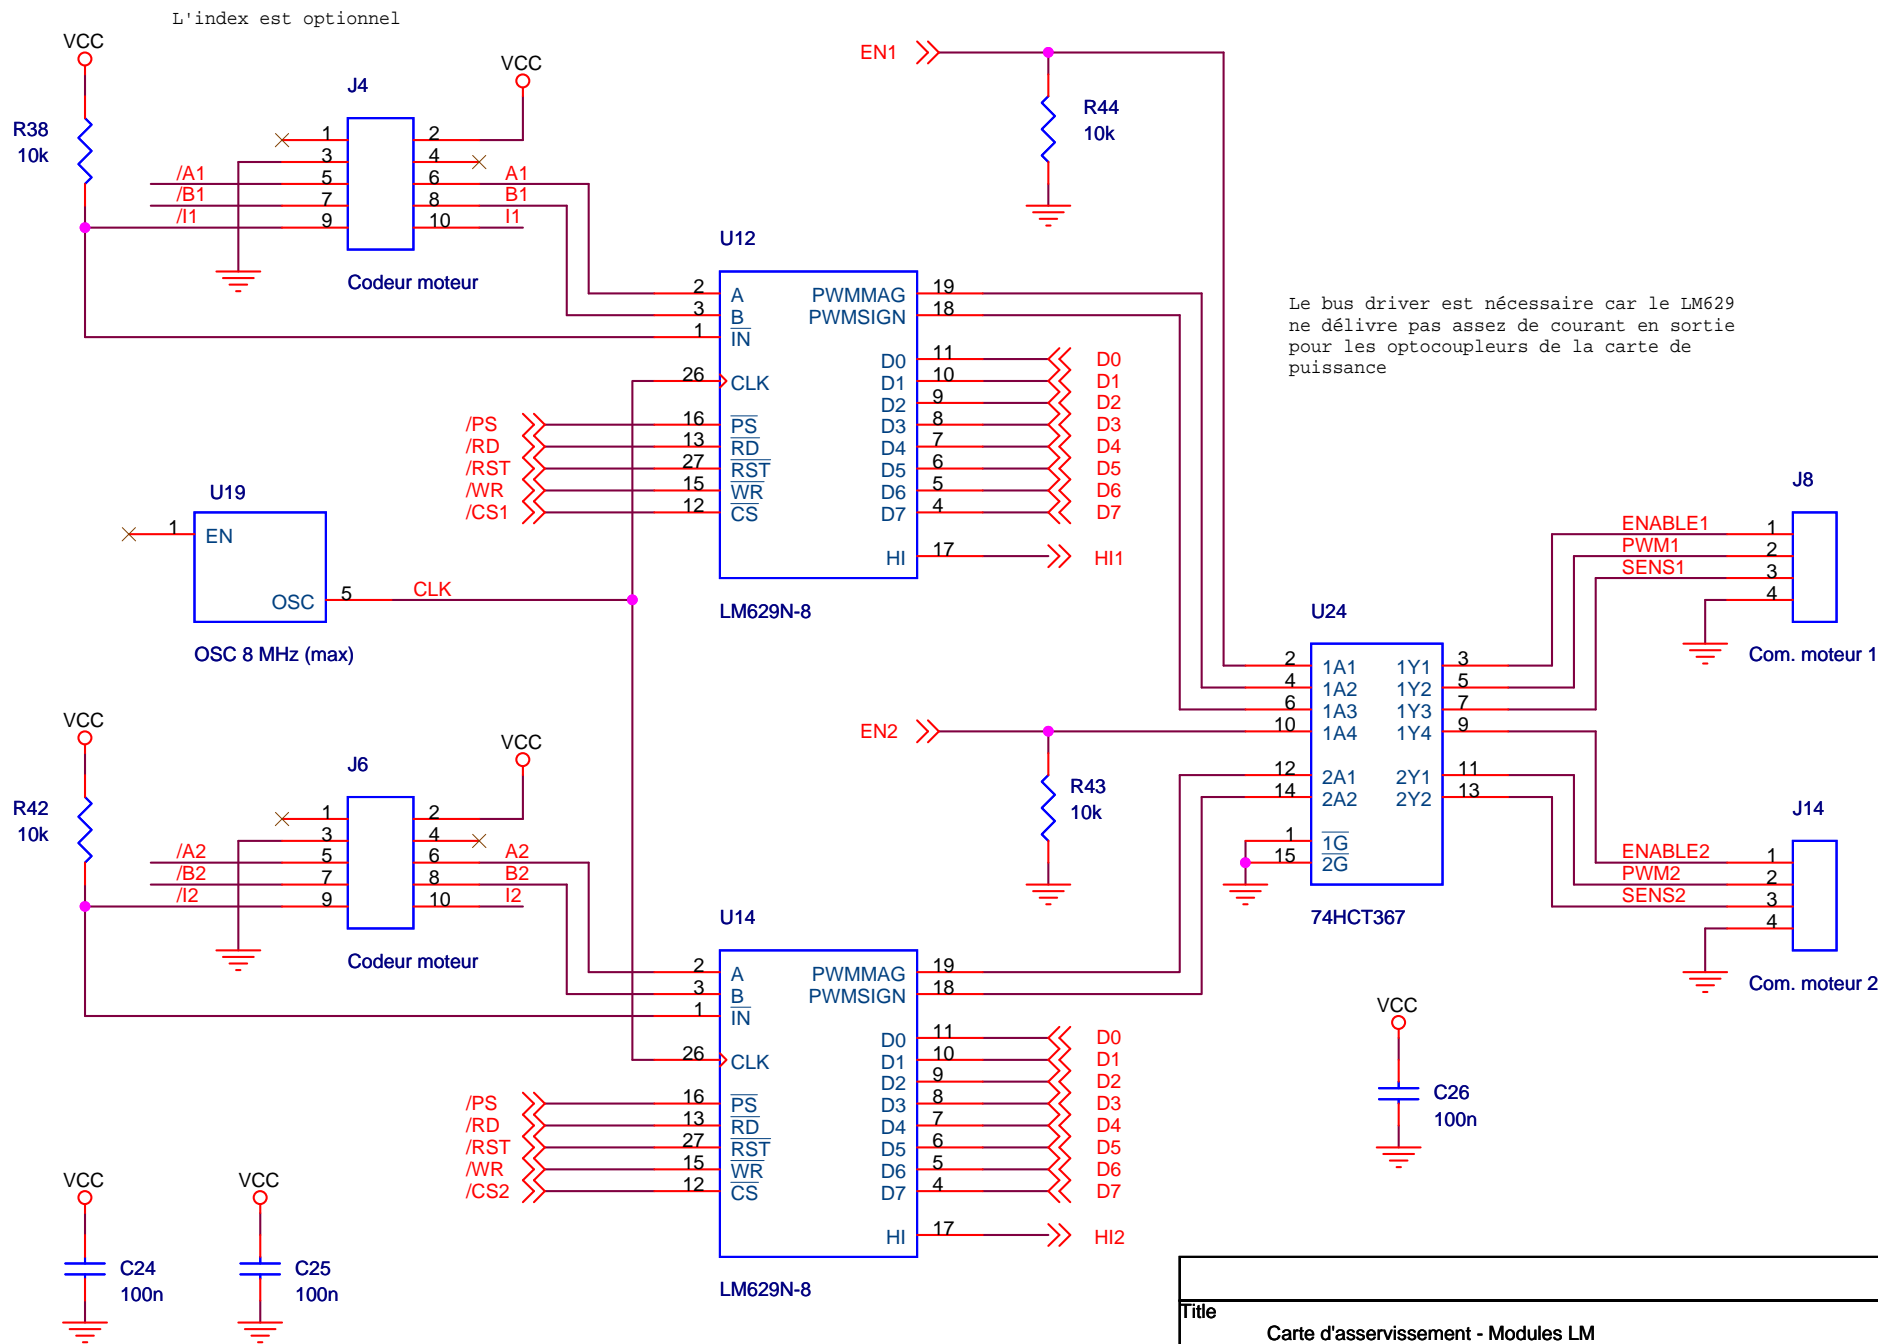 L'index est optionnel
VCC
R38
10k
J4
VCC
1
2
3
4
/A1
5
6
A1
/B1
7
8
B1
/I1
9
10
I1
Codeur moteur
EN1
R44
10k
U12
2
A
PWMMAG
19
3
B
PWMSIGN
18
1
IN
D0
11
D0
26
CLK
D1
10
D1
D2
9
D2
/PS
16
PS
D3
8
D3
/RD
13
RD
D4
7
D4
/RST
27
RST
D5
6
D5
/WR
15
WR
D6
5
D6
/CS1
12
CS
D7
4
D7
HI
17
HI1
LM629N-8
Le bus driver est nécessaire car le LM629
ne délivre pas assez de courant en sortie
pour les optocoupleurs de la carte de
puissance
U19
1
EN
OSC
5
CLK
OSC 8 MHz (max)
J8
ENABLE1
1
PWM1
2
SENS1
3
4
Com. moteur 1
U24
2
1A1
1Y1
3
4
1A2
1Y2
5
6
1A3
1Y3
7
EN2
10
1A4
1Y4
9
12
2A1
2Y1
11
14
2A2
2Y2
13
1
1G
15
2G
74HCT367
R43
10k
J14
ENABLE2
1
PWM2
2
SENS2
3
4
Com. moteur 2
VCC
R42
10k
J6
VCC
1
2
3
4
/A2
5
6
A2
/B2
7
8
B2
/I2
9
10
I2
Codeur moteur
U14
2
A
PWMMAG
19
3
B
PWMSIGN
18
1
IN
D0
11
D0
26
CLK
D1
10
D1
D2
9
D2
/PS
16
PS
D3
8
D3
/RD
13
RD
D4
7
D4
/RST
27
RST
D5
6
D5
/WR
15
WR
D6
5
D6
/CS2
12
CS
D7
4
D7
HI
17
HI2
LM629N-8
VCC
C26
100n
VCC
C24
100n
VCC
C25
100n
Title
Carte d'asservissement - Modules LM